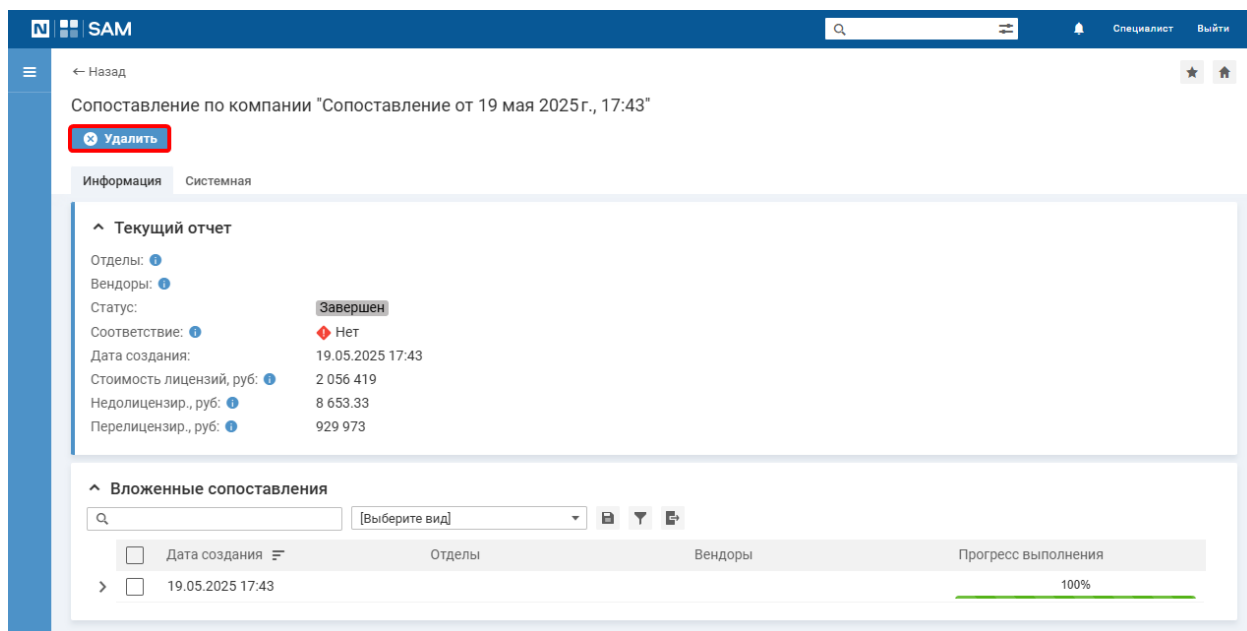 N SAM
Специалист Выйти
← Назад
Сопоставление по компании "Сопоставление от 19 мая 2025 г., 17:43"
Удалить
Информация Системная
Текущий отчет
Отделы:
Вендоры:
Статус: Завершен
Соответствие: Нет
Дата создания: 19.05.2025 17:43
Стоимость лицензий, руб: 2 056 419
Недолицензир., руб: 8 653.33
Перелицензир., руб: 929 973
Вложенные сопоставления
[Выберите вид]
Дата создания Отделы Вендоры Прогресс выполнения
19.05.2025 17:43 100%